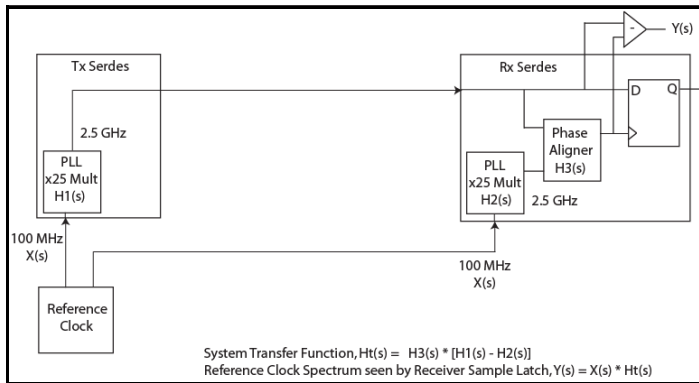 Y(s)
-
Tx Serdes
Rx Serdes
D
Q
2.5 GHz
Phase
Aligner
H3(s)
PLL
x25 Mult
H1(s)
PLL
x25 Mult
H2(s)
2.5 GHz
100 MHz
X(s)
100 MHz
X(s)
Reference
Clock
System Transfer Function, Ht(s) = H3(s) * [H1(s) - H2(s)]
Reference Clock Spectrum seen by Receiver Sample Latch, Y(s) = X(s) * Ht(s)